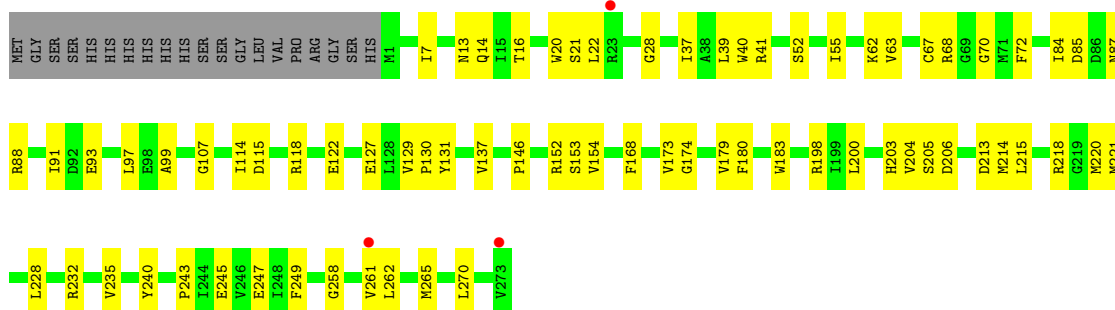 MET GLY SER SER HIS HIS HIS HIS HIS HIS SER SER GLY LEU VAL PRO ARG GLY SER HIS M1 I7 N13 Q14 I15 T16 W20 S21 L22 R23 G28 I37 A38 L39 W40 R41 S52 I55 K62 V63 C67 R68 G69 G70 M71 F72 I84 D85 D86 N87
R88 I91 D92 E93 L97 E98 A99 G107 I114 D115 R118 E122 E127 L128 V129 P130 Y131 V137 P146 R152 S153 V154 F168 V173 G174 V179 F180 W183 R198 I199 L200 H203 V204 S205 D206 D213 M214 L215 R218 G219 M220
L228 R232 V235 Y240 P243 I244 E245 V246 E247 I248 F249 G258 V261 L262 M265 L270 V273